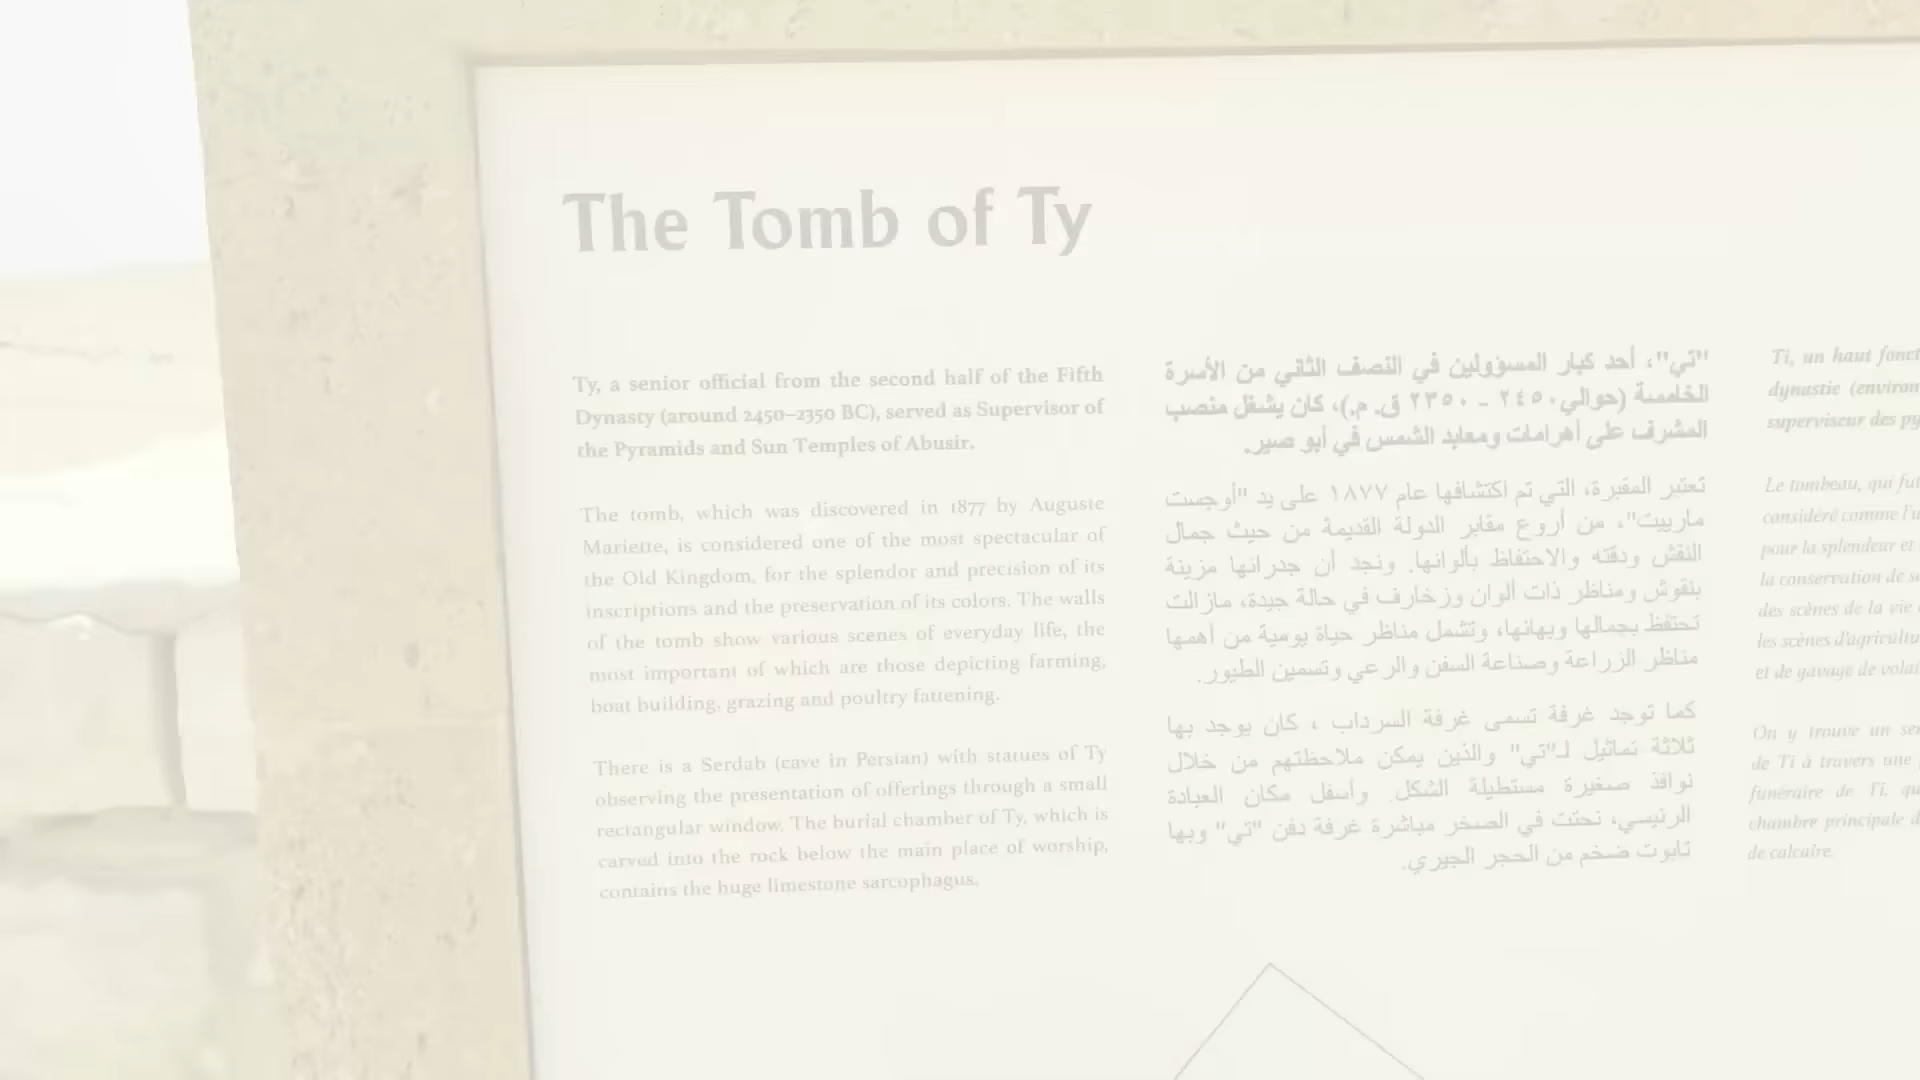 The Tomb of Ty
Ty, a senior official from the second half of the Fifth
Dynasty (around 2450–2350 BC), served as Supervisor of
the Pyramids and Sun Temples of Abusir.
The tomb, which was discovered in 1877 by Auguste
Mariette, is considered one of the most spectacular of
the Old Kingdom, for the splendor and precision of its
inscriptions and the preservation of its colors. The walls
of the tomb show various scenes of everyday life, the
most important of which are those depicting farming,
boat building, grazing and poultry fattening.
There is a Serdab (cave in Persian) with statues of Ty
observing the presentation of offerings through a small
rectangular window. The burial chamber of Ty, which is
carved into the rock below the main place of worship,
contains the huge limestone sarcophagus.
"تي"، أحد كبار المسؤولين في النصف الثاني من الأسرة
الخامسة (حوالي ٢٤٥٠ - ٢٣٥٠ ق. م.)، كان يشغل منصب
المشرف على أهرامات ومعابد الشمس في أبو صير.
تعتبر المقبرة، التي تم اكتشافها عام ١٨٧٧ على يد "أوجست
مارييت"، من أروع مقابر الدولة القديمة من حيث جمال
النقش ودقته والاحتفاظ بألوانها. ونجد أن جدرانها مزينة
بنقوش ومناظر ذات ألوان وزخارف في حالة جيدة، مازالت
تحتفظ بجمالها وبهائها، وتشمل مناظر حياة يومية من أهمها
مناظر الزراعة وصناعة السفن والرعي وتسمين الطيور.
كما توجد غرفة تسمى غرفة السرداب ، كان يوجد بها
ثلاثة تماثيل لـ"تي" والذين يمكن ملاحظتهم من خلال
نوافذ صغيرة مستطيلة الشكل. وأسفل مكان العبادة
الرئيسي، نحتت في الصخر مباشرة غرفة دفن "تي" وبها
تابوت ضخم من الحجر الجيري.
Ti, un haut fonct
dynastie (environ
superviseur des py
Le tombeau, qui fut
considéré comme l'u
pour la splendeur et
la conservation de s
des scènes de la vie
les scènes d'agricultu
et de gavage de volai
On y trouve un ser
de Ti à travers une
funéraire de Ti, qu
chambre principale d
de calcaire.